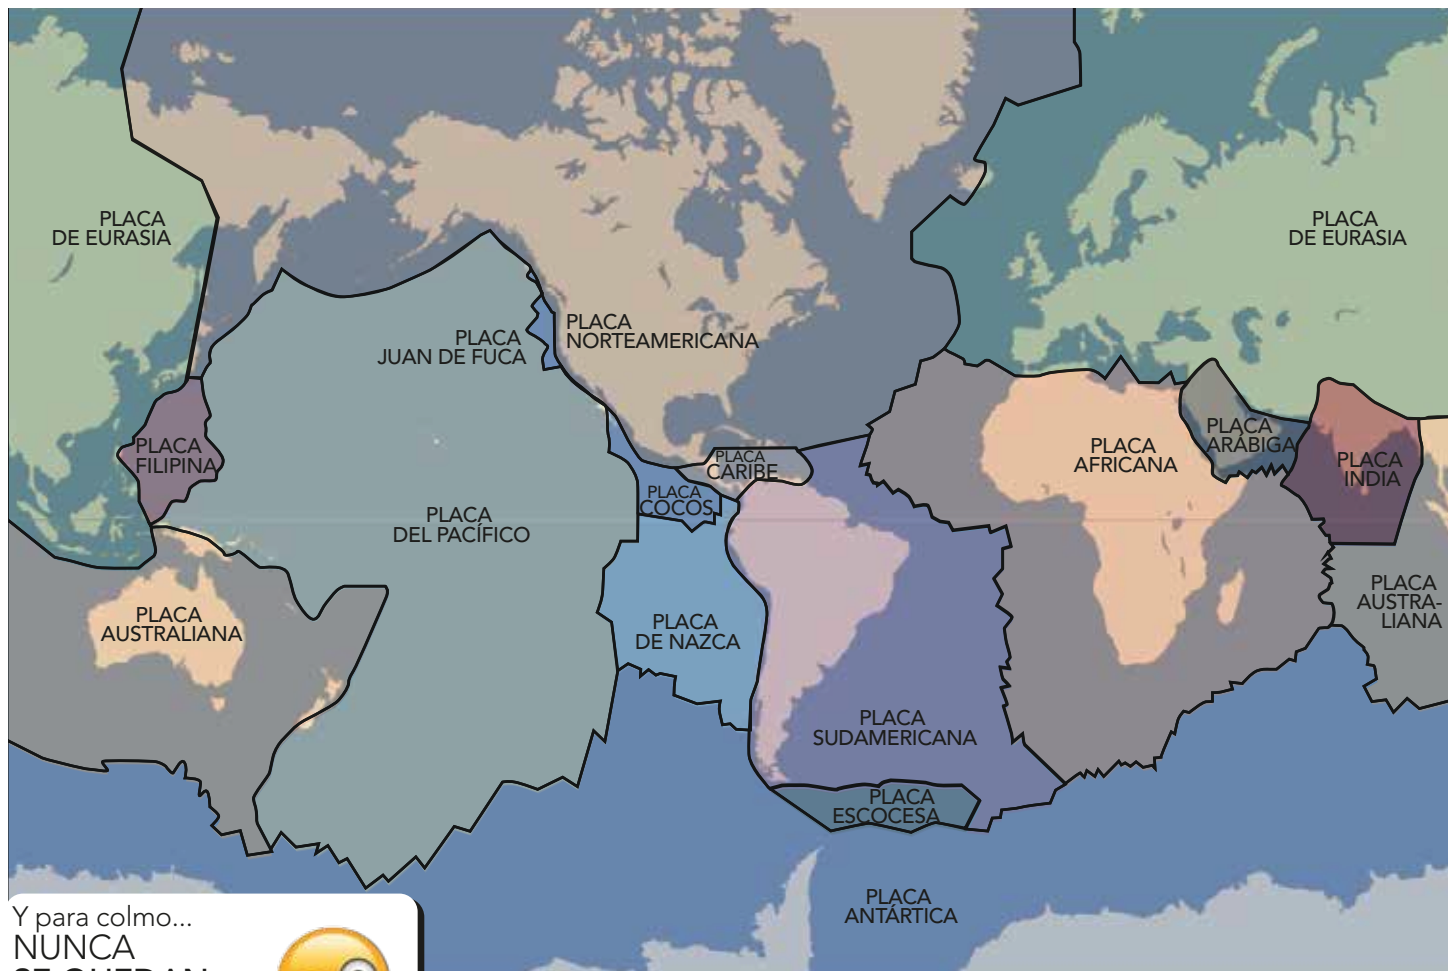 PLACA
DE EURASIA
PLACA
DE EURASIA
PLACA
JUAN DE FUCA
PLACA
NORTEAMERICANA
PLACA
FILIPINA
PLACA
CARIBE
PLACA
COCOS
PLACA
AFRICANA
PLACA
ARÁBIGA
PLACA
INDIA
PLACA
DEL PACÍFICO
PLACA
AUSTRALIANA
PLACA
DE NAZCA
PLACA
AUSTRA-
LIANA
PLACA
SUDAMERICANA
PLACA
ESCOCESA
PLACA
ANTÁRTICA
Y para colmo...
NUNCA
SE QUEDAN